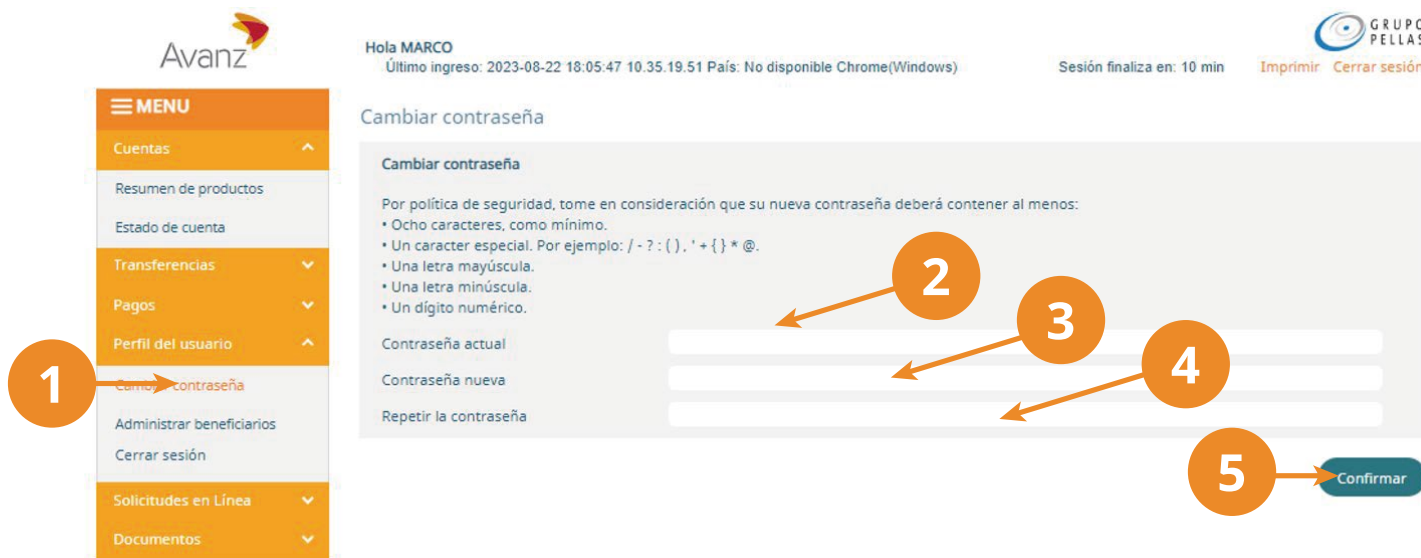 Avanz
GRUPO
PELLAS
Hola MARCO
Último ingreso: 2023-08-22 18:05:47 10.35.19.51 País: No disponible Chrome(Windows)
Sesión finaliza en: 10 min
Imprimir Cerrar sesión
MENU
Cuentas
Resumen de productos
Estado de cuenta
Transferencias
Pagos
Perfil del usuario
1
Cambiar contraseña
Administrar beneficiarios
Cerrar sesión
Solicitudes en Línea
Documentos
Cambiar contraseña
Cambiar contraseña
Por política de seguridad, tome en consideración que su nueva contraseña deberá contener al menos:
• Ocho caracteres, como mínimo.
• Un caracter especial. Por ejemplo: / - ? : ( ) , ' + { } * @.
• Una letra mayúscula.
• Una letra minúscula.
• Un dígito numérico.
2
Contraseña actual
3
Contraseña nueva
4
Repetir la contraseña
5
Confirmar